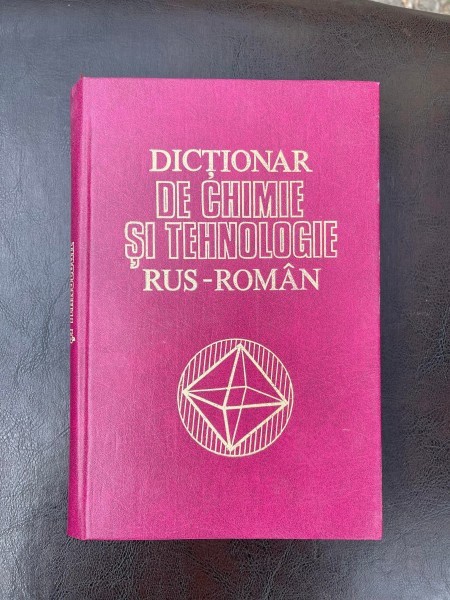 DICȚIONAR
DE CHIMIE
ȘI TEHNOLOGIE
RUS-ROMÂN